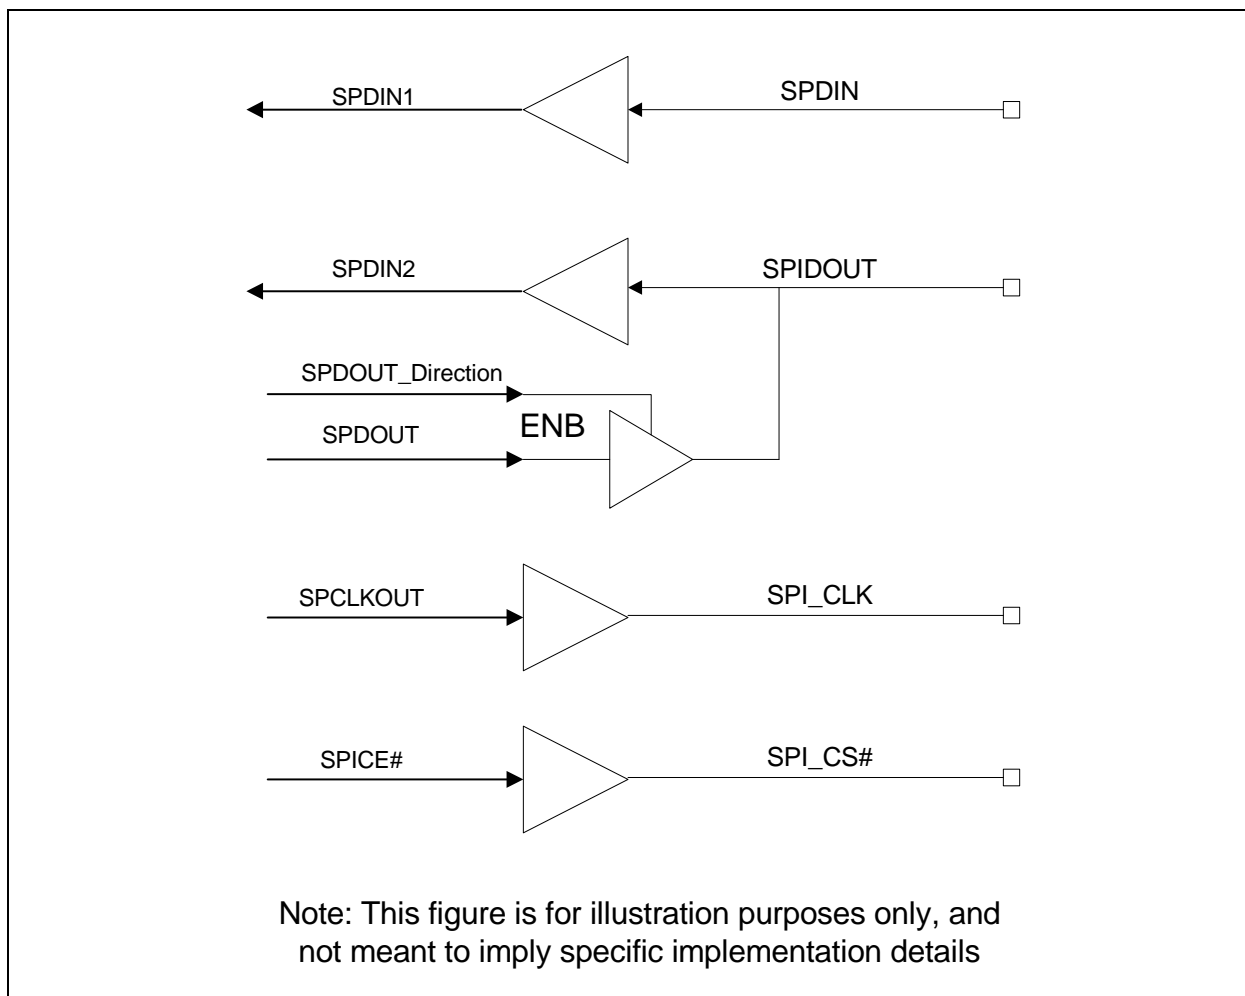 SPDIN1
SPDIN
SPDIN2
SPIDOUT
SPDOUT_Direction
ENB
SPDOUT
SPCLKOUT
SPI_CLK
SPICE#
SPI_CS#
Note: This figure is for illustration purposes only, and
not meant to imply specific implementation details